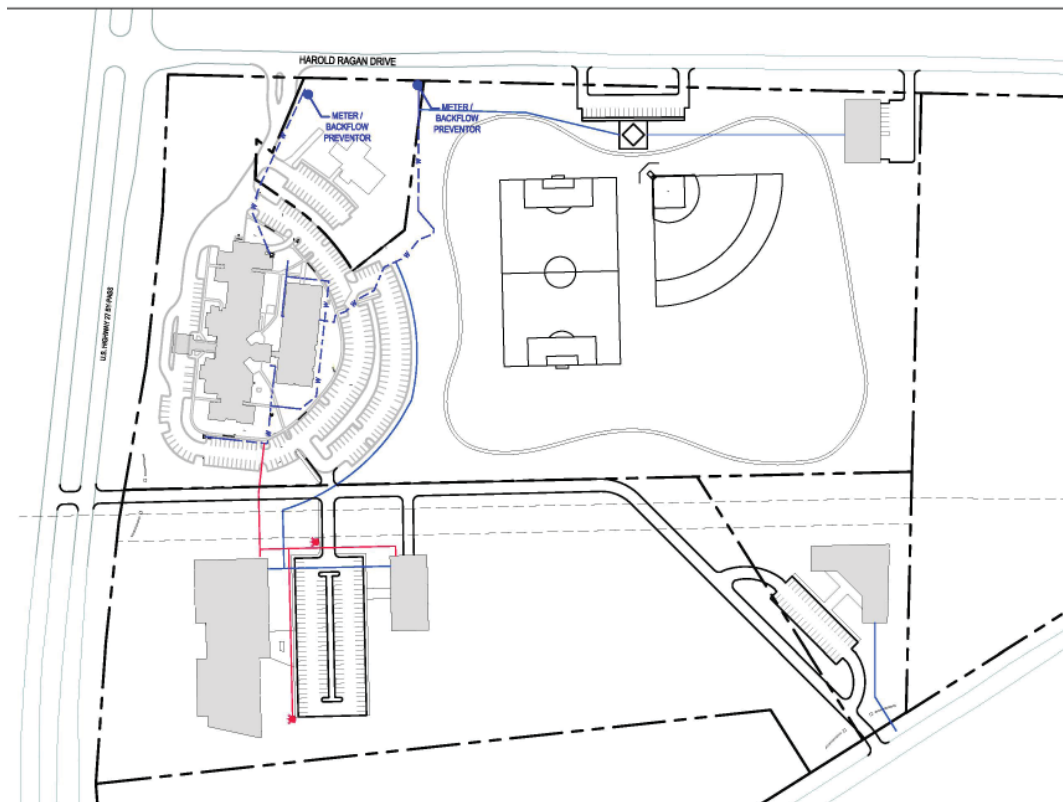 HAROLD RAGAN DRIVE
METER /
BACKFLOW
PREVENTOR
METER /
BACKFLOW
PREVENTOR
U.S. HIGHWAY 27 BY-PASS
W
W
W
W
W
W
W
W
W